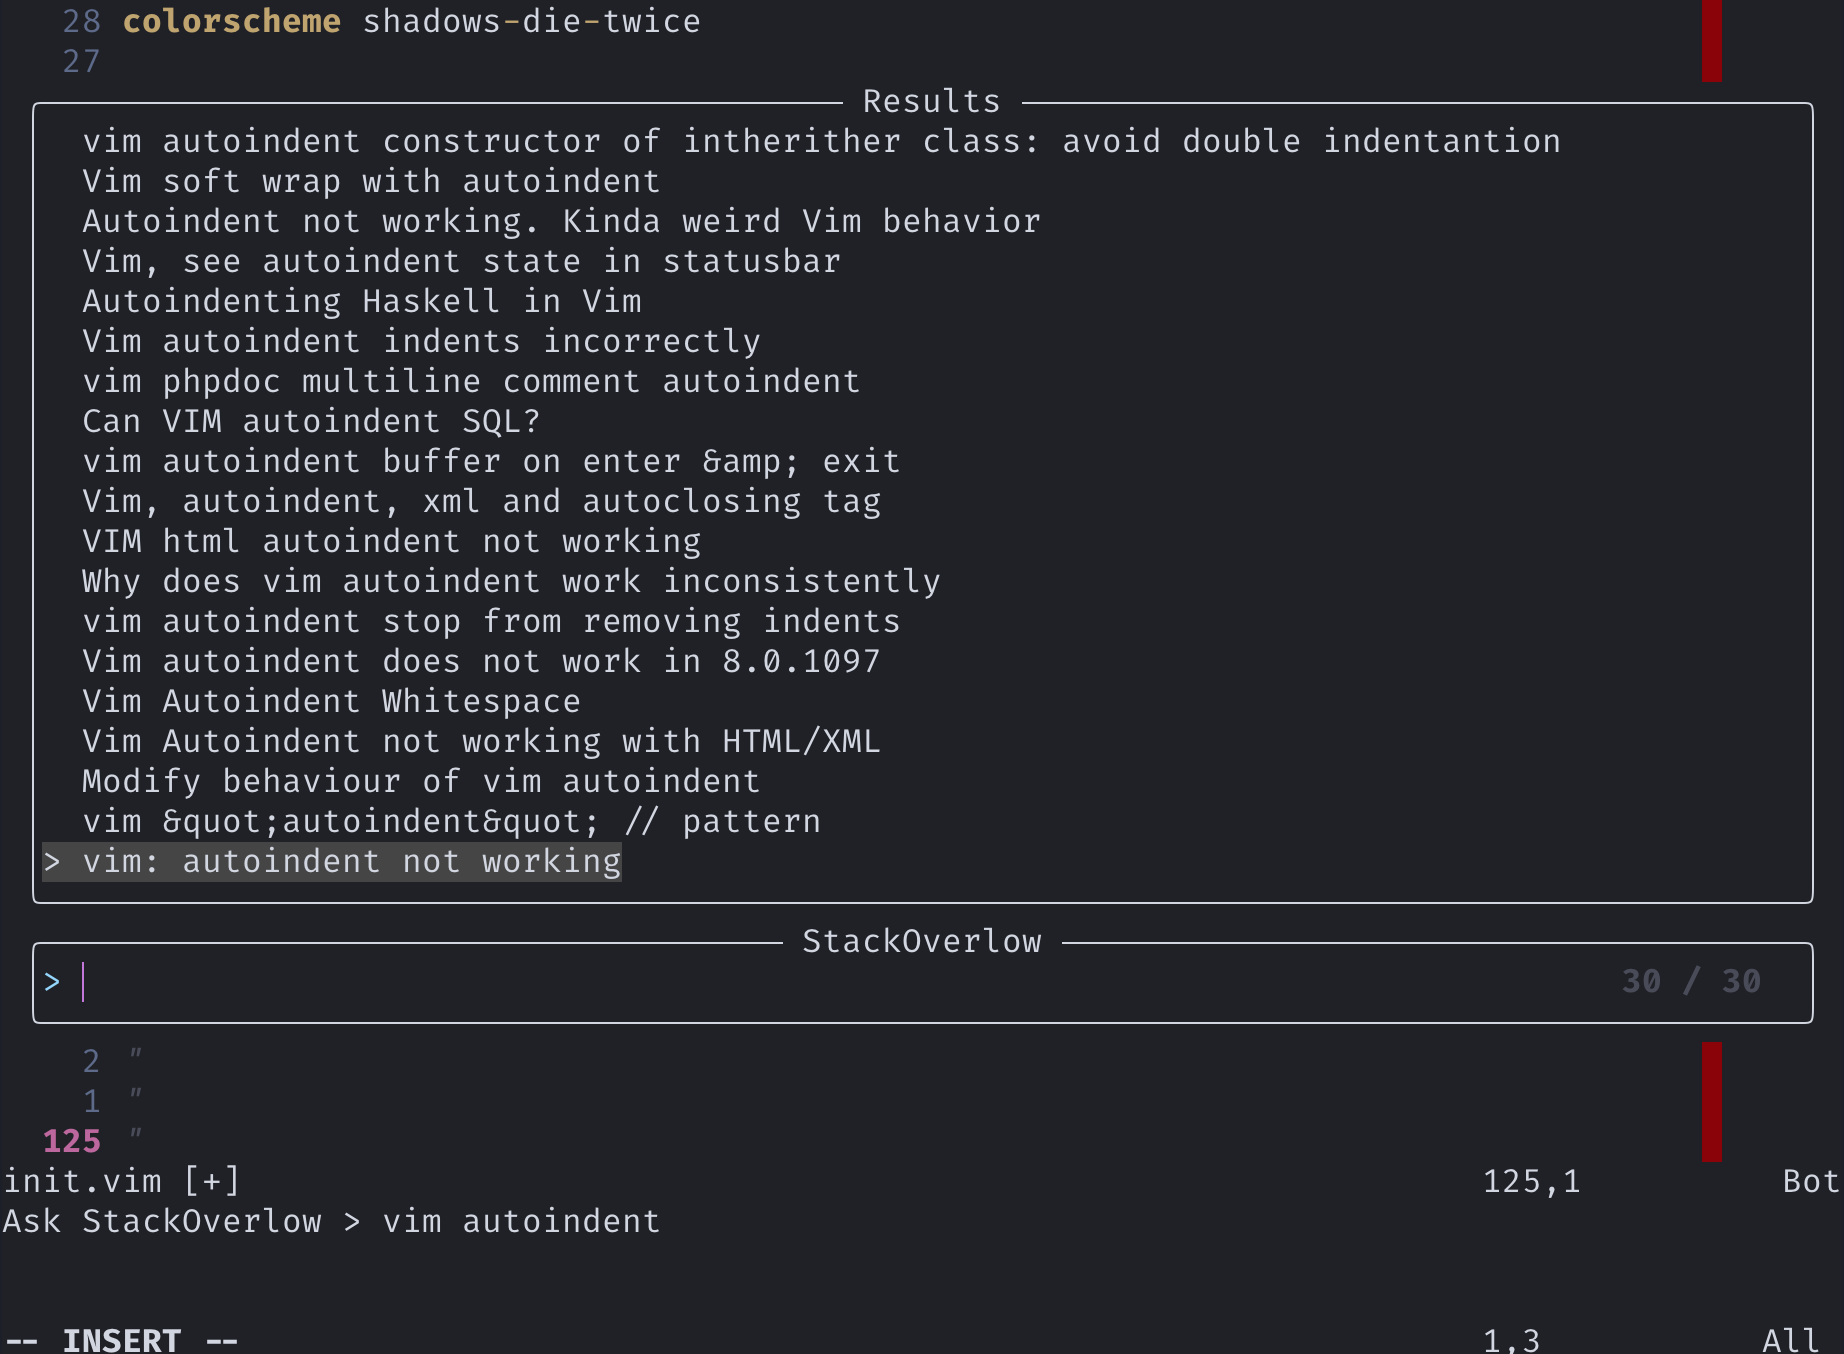 28 colorscheme shadows-die-twice
27
Results
vim autoindent constructor of intherither class: avoid double indentantion
Vim soft wrap with autoindent
Autoindent not working. Kinda weird Vim behavior
Vim, see autoindent state in statusbar
Autoindenting Haskell in Vim
Vim autoindent indents incorrectly
vim phpdoc multiline comment autoindent
Can VIM autoindent SQL?
vim autoindent buffer on enter &amp; exit
Vim, autoindent, xml and autoclosing tag
VIM html autoindent not working
Why does vim autoindent work inconsistently
vim autoindent stop from removing indents
Vim autoindent does not work in 8.0.1097
Vim Autoindent Whitespace
Vim Autoindent not working with HTML/XML
Modify behaviour of vim autoindent
vim &quot;autoindent&quot; // pattern
> vim: autoindent not working
StackOverlow
> 30 / 30
2 "
1 "
125 "
init.vim [+] 125,1 Bot
Ask StackOverlow > vim autoindent
-- INSERT -- 1,3 All